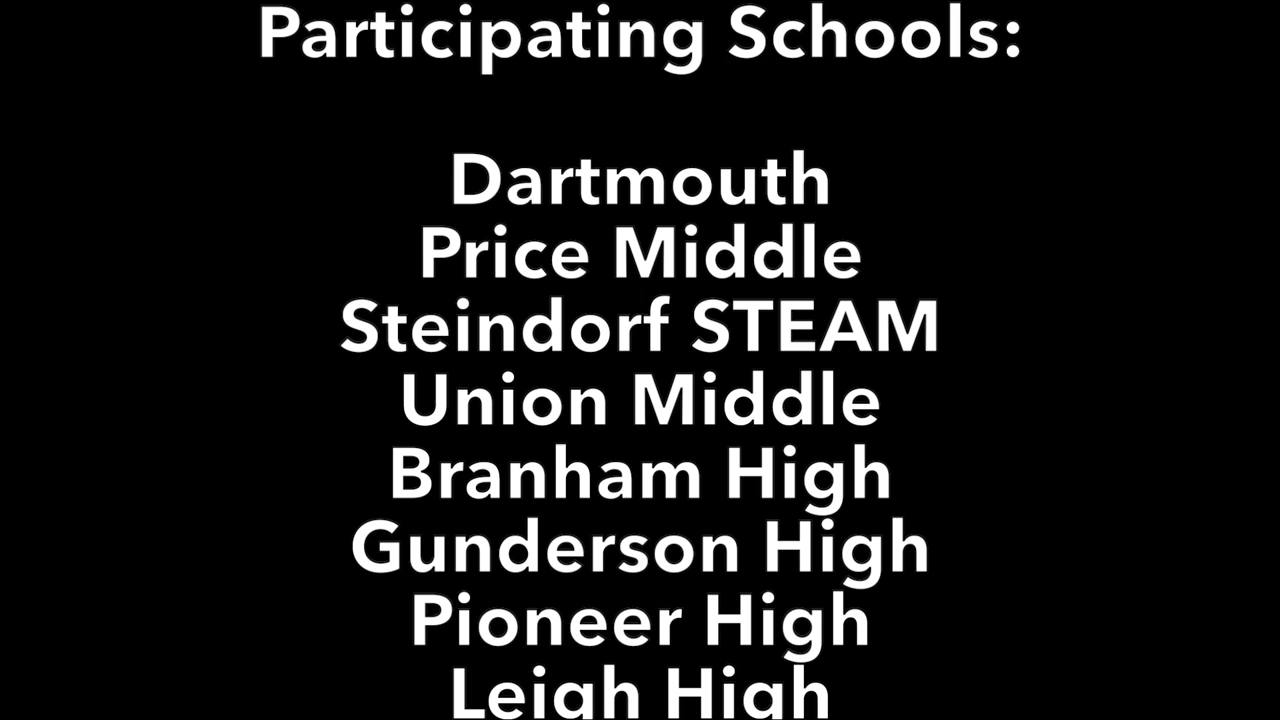 Participating Schools:
Dartmouth
Price Middle
Steindorf STEAM
Union Middle
Branham High
Gunderson High
Pioneer High
Leigh High